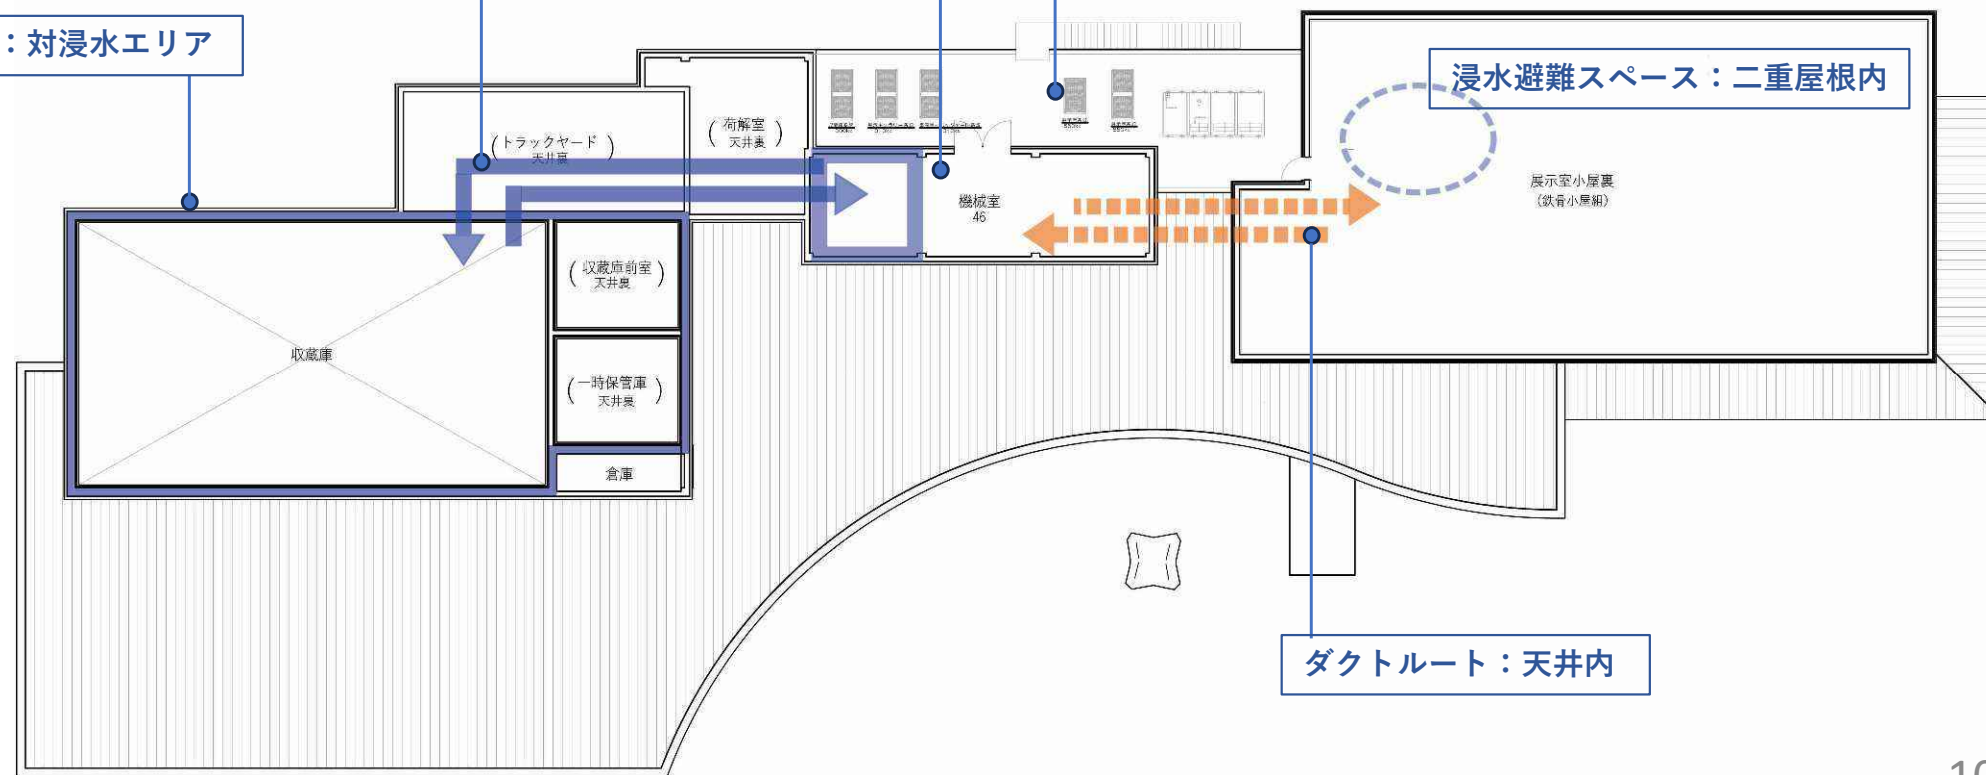 ：対浸水エリア
浸水避難スペース：二重屋根内
(トラックヤード)
天井裏
(荷解室)
天井裏
機械室
46
展示室小屋裏
(鉄骨小屋組)
(収蔵庫前室)
天井裏
収蔵庫
(一時保管庫)
天井裏
倉庫
ダクトルート：天井内